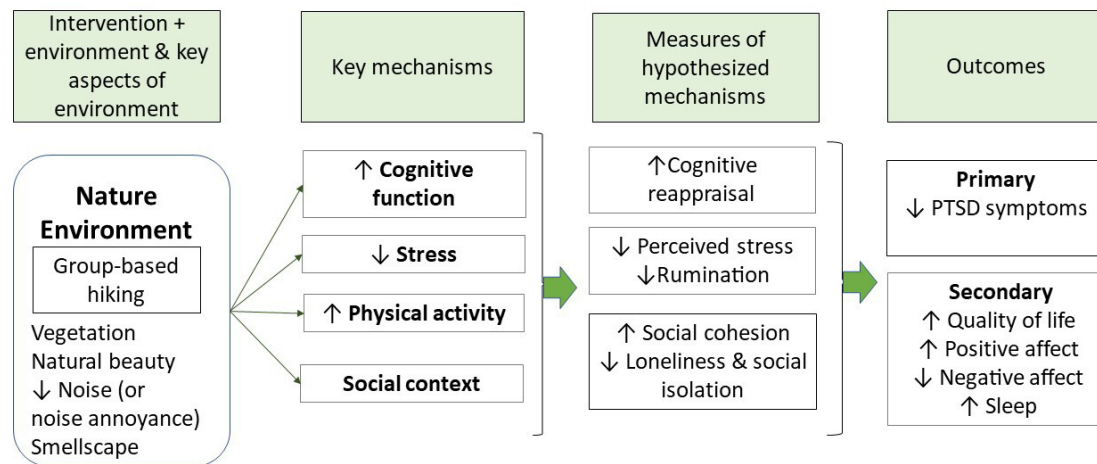 Intervention +
environment & key
aspects of
environment
Key mechanisms
Measures of
hypothesized
mechanisms
Outcomes
Nature
Environment
Group-based
hiking
Vegetation
Natural beauty
↓ Noise (or
noise annoyance)
Smellscape
↑ Cognitive
function
↓ Stress
↑ Physical activity
Social context
↑Cognitive
reappraisal
↓ Perceived stress
↓Rumination
↑ Social cohesion
↓ Loneliness & social
isolation
Primary
↓ PTSD symptoms
Secondary
↑ Quality of life
↑ Positive affect
↓ Negative affect
↑ Sleep